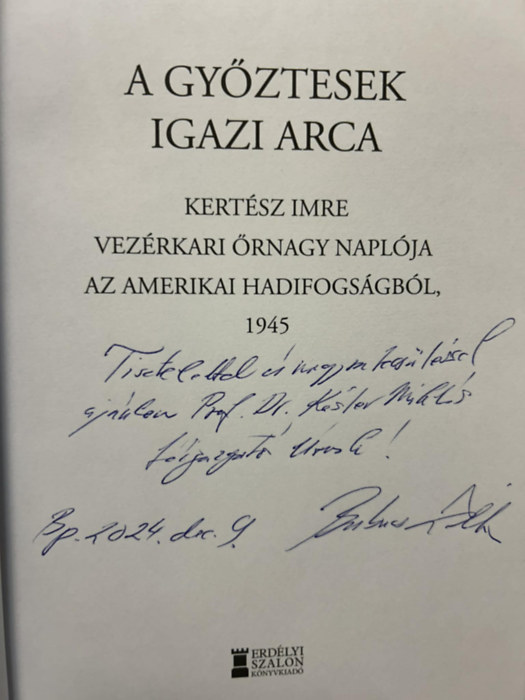 A GYŐZTESEK
IGAZI ARCA
KERTÉSZ IMRE
VEZÉRKARI ŐRNAGY NAPLÓJA
AZ AMERIKAI HADIFOGSÁGBÓL,
1945
Tisztelettel és nagyrabecsüléssel
ajánlom Prof. Dr. Kásler Miklós
főigazgató Úrnak!
Bp. 2024. dec. 9.
ERDÉLYI
SZALON
KÖNYVKIADÓ